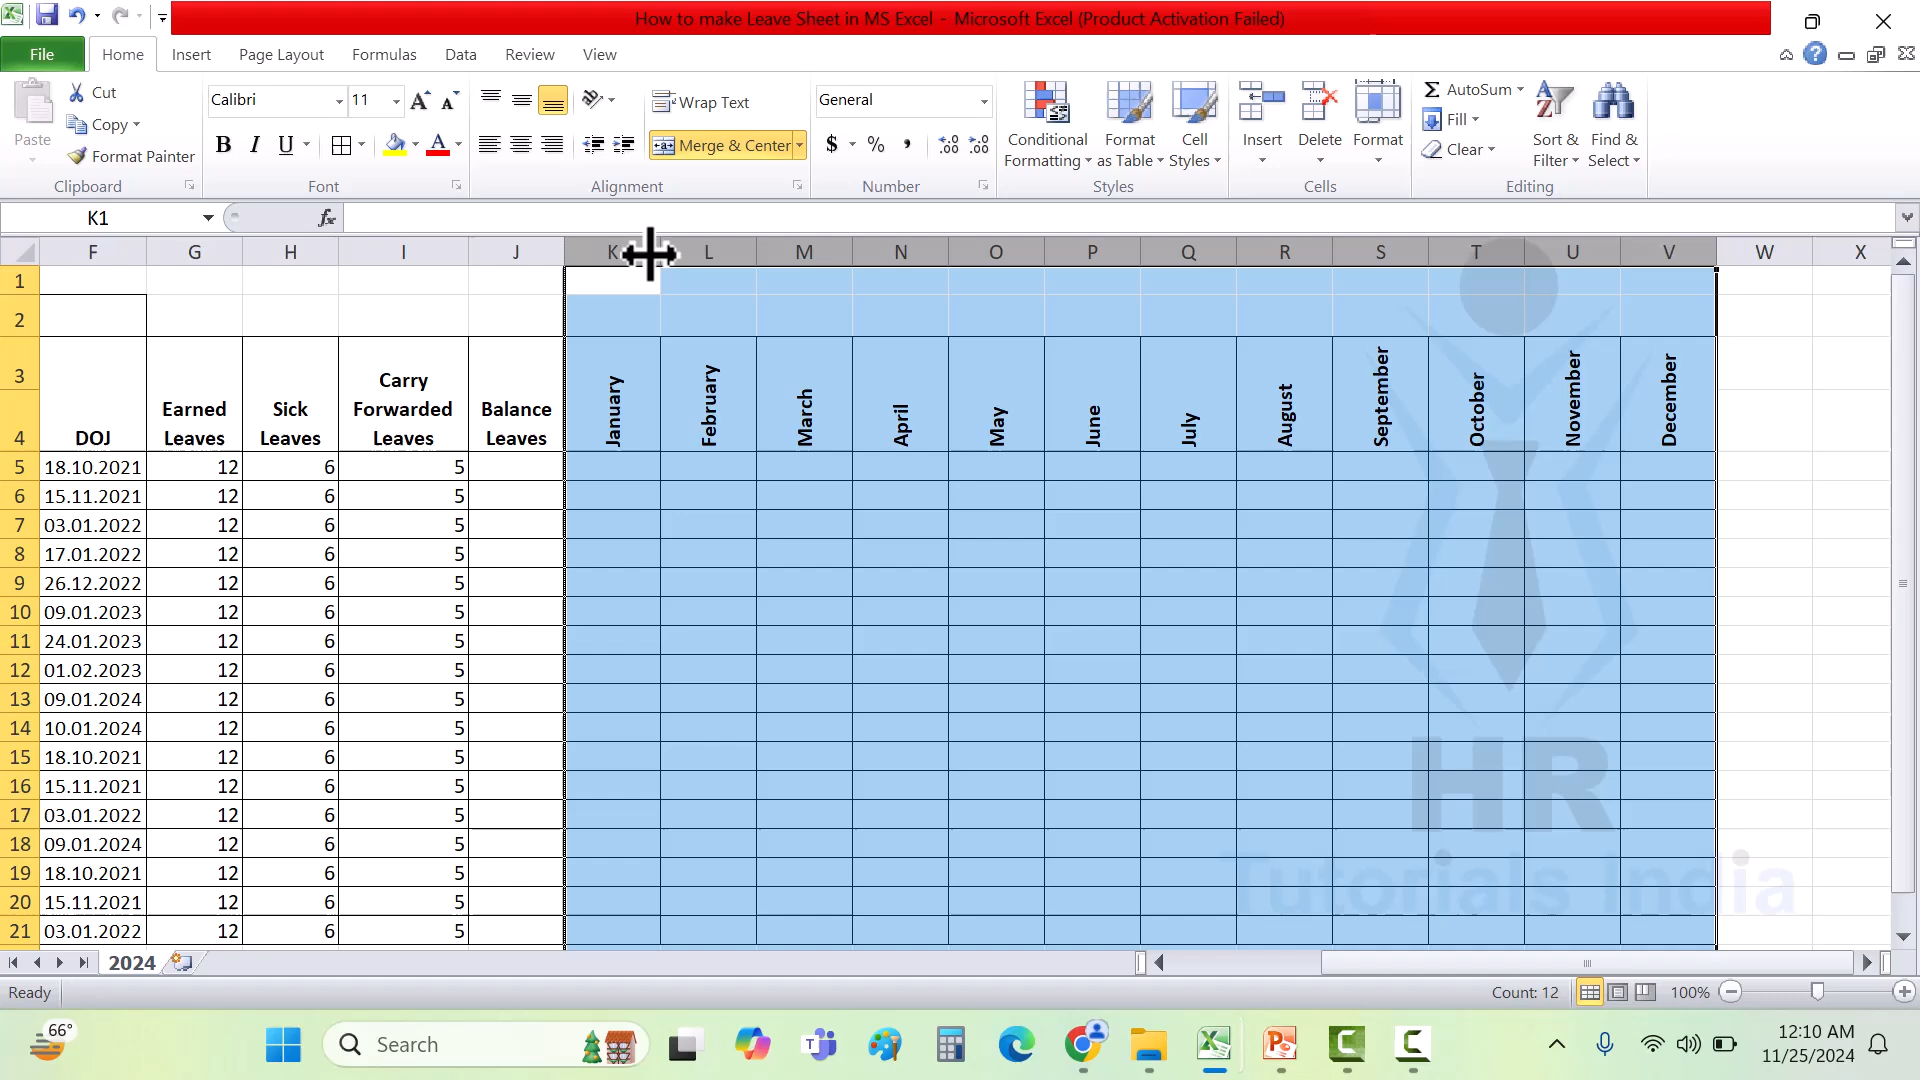 How to make Leave Sheet in MS Excel - Microsoft Excel (Product Activation Failed)
File Home Insert Page Layout Formulas Data Review View
Paste Cut Copy Format Painter
Calibri 11
B I U
Wrap Text
Merge & Center
General
$ % ,
Conditional Formatting
Format as Table
Cell Styles
Insert Delete Format
AutoSum
Fill
Clear
Sort & Filter
Find & Select
Clipboard Font Alignment Number Styles Cells Editing
K1 fx
F G H I J K L M N O P Q R S T U V W X
1
2
3
4 DOJ Earned Leaves Sick Leaves Carry Forwarded Leaves Balance Leaves January February March April May June July August September October November December
5 18.10.2021 12 6 5
6 15.11.2021 12 6 5
7 03.01.2022 12 6 5
8 17.01.2022 12 6 5
9 26.12.2022 12 6 5
10 09.01.2023 12 6 5
11 24.01.2023 12 6 5
12 01.02.2023 12 6 5
13 09.01.2024 12 6 5
14 10.01.2024 12 6 5
15 18.10.2021 12 6 5
16 15.11.2021 12 6 5
17 03.01.2022 12 6 5
18 09.01.2024 12 6 5
19 18.10.2021 12 6 5
20 15.11.2021 12 6 5
21 03.01.2022 12 6 5
HR
Tutorials India
2024
Ready Count: 12 100%
66° Search 12:10 AM
11/25/2024